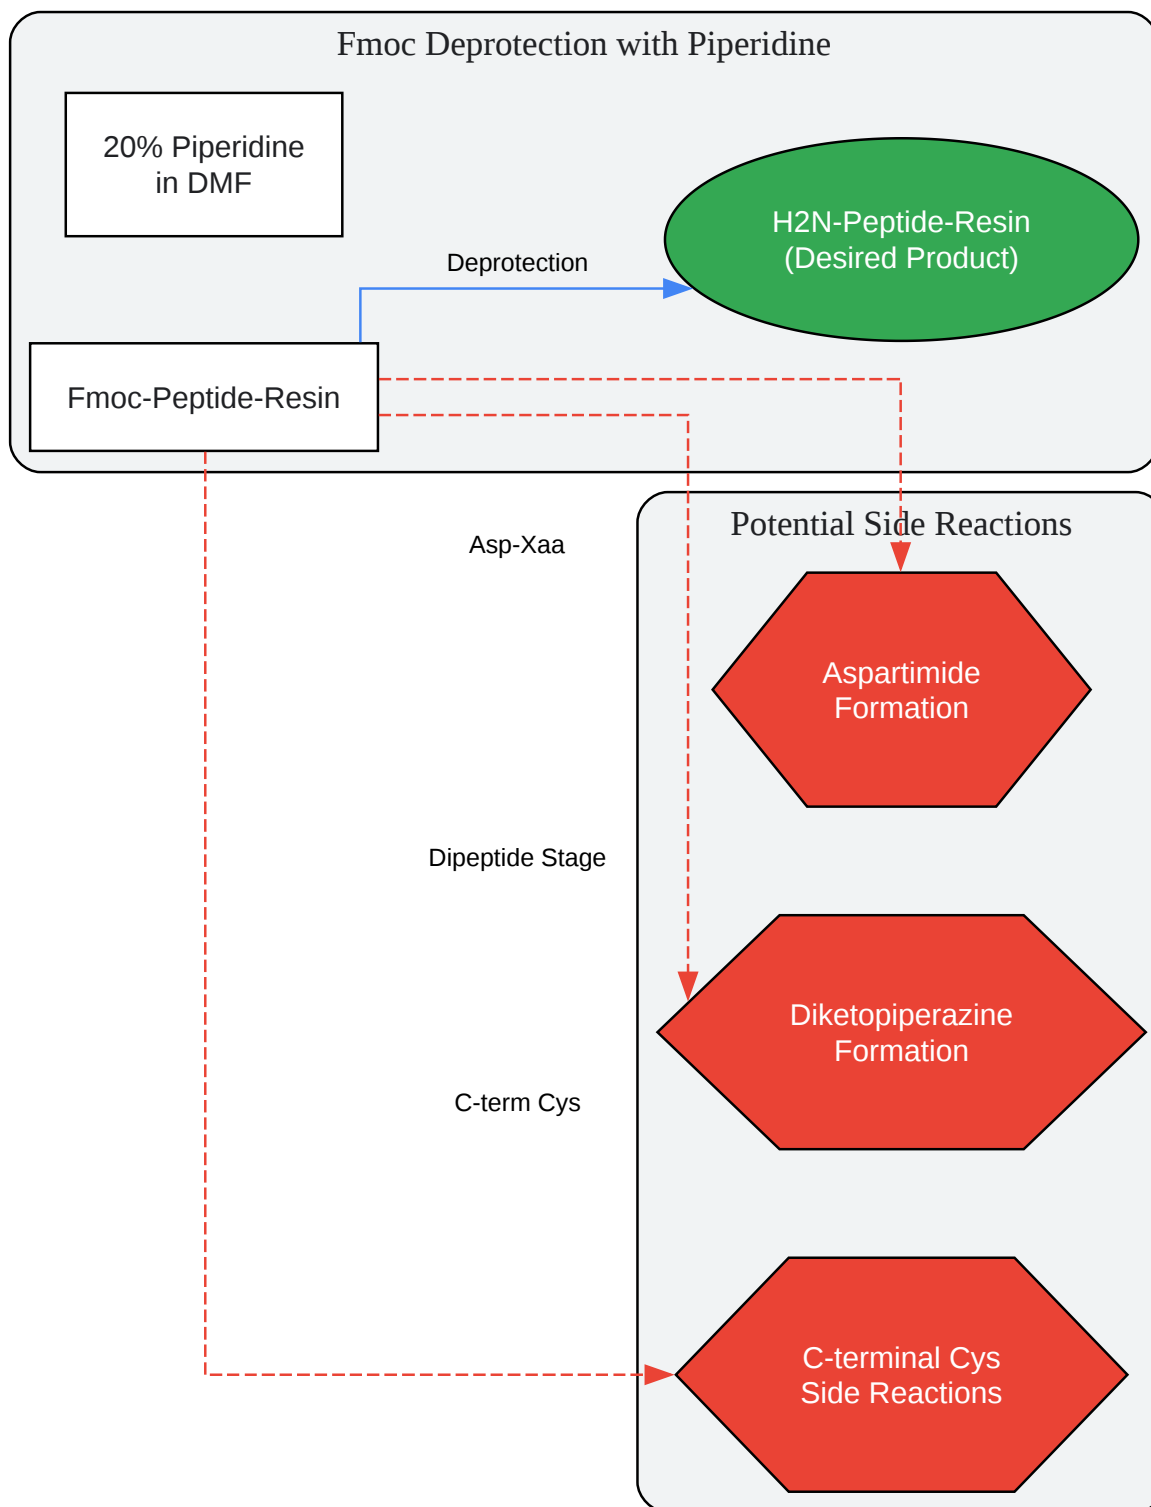 Fmoc Deprotection with Piperidine
20% Piperidine
in DMF
H2N-Peptide-Resin
(Desired Product)
Deprotection
Fmoc-Peptide-Resin
Potential Side Reactions
Asp-Xaa
Aspartimide
Formation
Dipeptide Stage
Diketopiperazine
Formation
C-term Cys
C-terminal Cys
Side Reactions